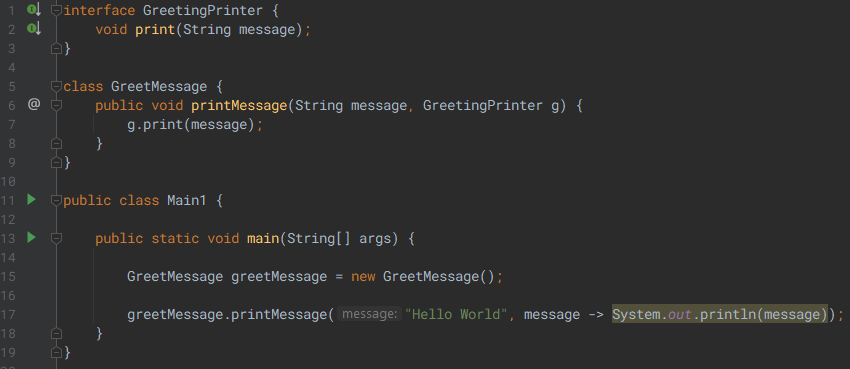 1 interface GreetingPrinter {
2 void print(String message);
3 }
4
5 class GreetMessage {
6 @ public void printMessage(String message, GreetingPrinter g) {
7 g.print(message);
8 }
9 }
10
11 public class Main1 {
12
13 public static void main(String[] args) {
14
15 GreetMessage greetMessage = new GreetMessage();
16
17 greetMessage.printMessage( message: "Hello World", message -> System.out.println(message));
18 }
19 }